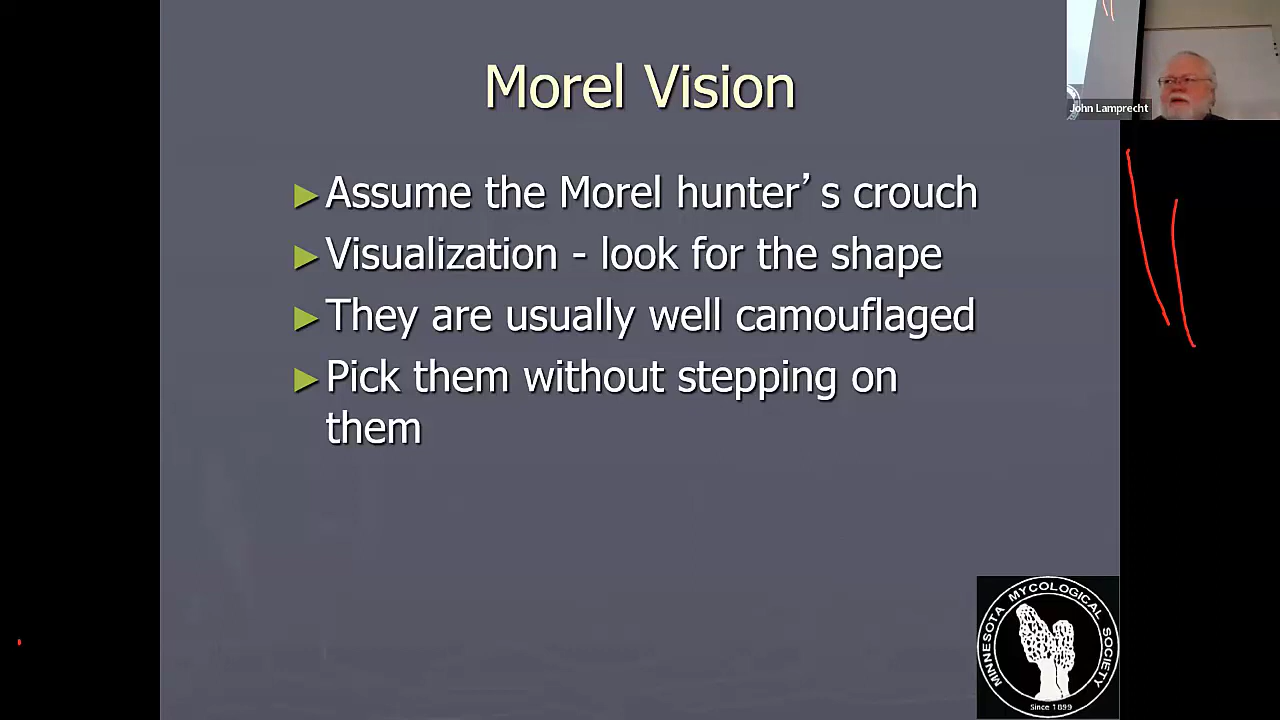 Morel Vision
John Lamprecht
►Assume the Morel hunter’s crouch
►Visualization - look for the shape
►They are usually well camouflaged
►Pick them without stepping on
them
MINNESOTA MYCOLOGICAL SOCIETY
Since 1899